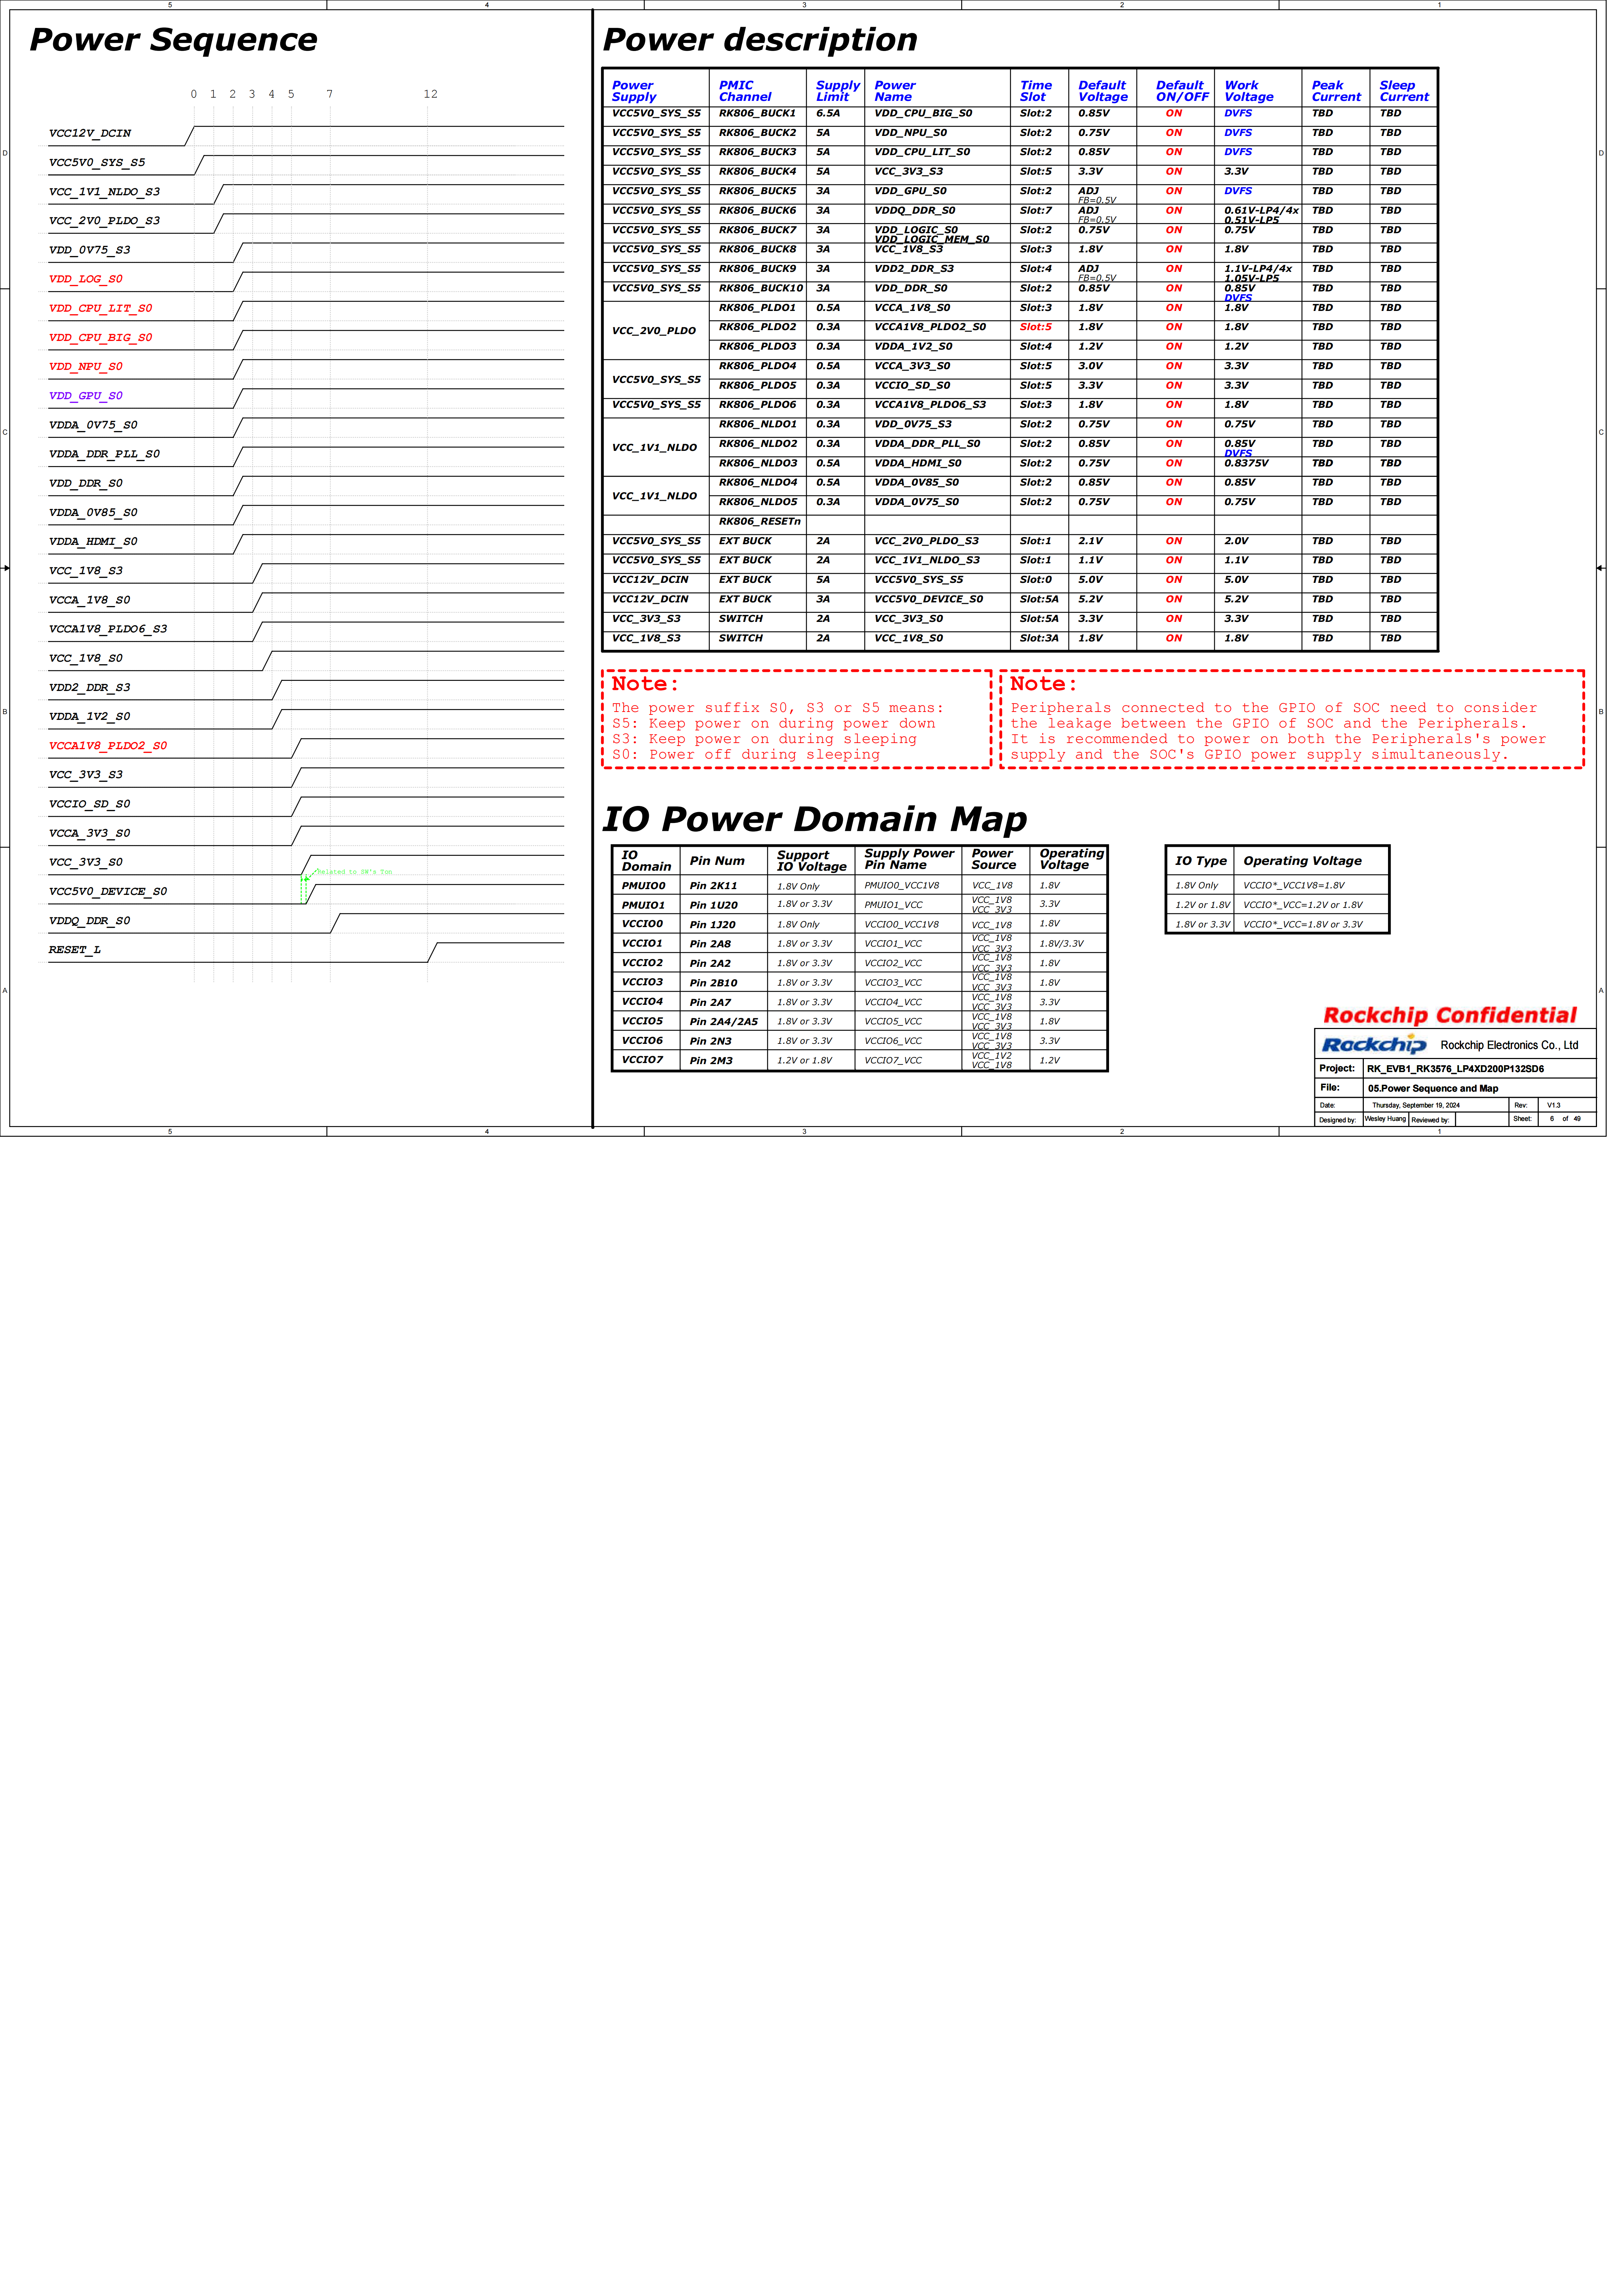 5 4 3 2 1
Power Sequence
0 1 2 3 4 5 7 12
VCC12V_DCIN
VCC5V0_SYS_S5
VCC_1V1_NLDO_S3
VCC_2V0_PLDO_S3
VDD_0V75_S3
VDD_LOG_S0
VDD_CPU_LIT_S0
VDD_CPU_BIG_S0
VDD_NPU_S0
VDD_GPU_S0
VDDA_0V75_S0
VDDA_DDR_PLL_S0
VDD_DDR_S0
VDDA_0V85_S0
VDDA_HDMI_S0
VCC_1V8_S3
VCCA_1V8_S0
VCCA1V8_PLDO6_S3
VCC_1V8_S0
VDD2_DDR_S3
VDDA_1V2_S0
VCCA1V8_PLDO2_S0
VCC_3V3_S3
VCCIO_SD_S0
VCCA_3V3_S0
VCC_3V3_S0
Related to SW's Ton
VCC5V0_DEVICE_S0
VDDQ_DDR_S0
RESET_L
Power description
Power Supply PMIC Channel Supply Limit Power Name Time Slot Default Voltage Default ON/OFF Work Voltage Peak Current Sleep Current
VCC5V0_SYS_S5 RK806_BUCK1 6.5A VDD_CPU_BIG_S0 Slot:2 0.85V ON DVFS TBD TBD
VCC5V0_SYS_S5 RK806_BUCK2 5A VDD_NPU_S0 Slot:2 0.75V ON DVFS TBD TBD
VCC5V0_SYS_S5 RK806_BUCK3 5A VDD_CPU_LIT_S0 Slot:2 0.85V ON DVFS TBD TBD
VCC5V0_SYS_S5 RK806_BUCK4 5A VCC_3V3_S3 Slot:5 3.3V ON 3.3V TBD TBD
VCC5V0_SYS_S5 RK806_BUCK5 3A VDD_GPU_S0 Slot:2 ADJ FB=0.5V ON DVFS TBD TBD
VCC5V0_SYS_S5 RK806_BUCK6 3A VDDQ_DDR_S0 Slot:7 ADJ FB=0.5V ON 0.61V-LP4/4x 0.51V-LP5 TBD TBD
VCC5V0_SYS_S5 RK806_BUCK7 3A VDD_LOGIC_S0 VDD_LOGIC_MEM_S0 Slot:2 0.75V ON 0.75V TBD TBD
VCC5V0_SYS_S5 RK806_BUCK8 3A VCC_1V8_S3 Slot:3 1.8V ON 1.8V TBD TBD
VCC5V0_SYS_S5 RK806_BUCK9 3A VDD2_DDR_S3 Slot:4 ADJ FB=0.5V ON 1.1V-LP4/4x 1.05V-LP5 TBD TBD
VCC5V0_SYS_S5 RK806_BUCK10 3A VDD_DDR_S0 Slot:2 0.85V ON 0.85V DVFS TBD TBD
VCC_2V0_PLDO RK806_PLDO1 0.5A VCCA_1V8_S0 Slot:3 1.8V ON 1.8V TBD TBD
RK806_PLDO2 0.3A VCCA1V8_PLDO2_S0 Slot:5 1.8V ON 1.8V TBD TBD
RK806_PLDO3 0.3A VDDA_1V2_S0 Slot:4 1.2V ON 1.2V TBD TBD
VCC5V0_SYS_S5 RK806_PLDO4 0.5A VCCA_3V3_S0 Slot:5 3.0V ON 3.3V TBD TBD
RK806_PLDO5 0.3A VCCIO_SD_S0 Slot:5 3.3V ON 3.3V TBD TBD
VCC5V0_SYS_S5 RK806_PLDO6 0.3A VCCA1V8_PLDO6_S3 Slot:3 1.8V ON 1.8V TBD TBD
VCC_1V1_NLDO RK806_NLDO1 0.3A VDD_0V75_S3 Slot:2 0.75V ON 0.75V TBD TBD
RK806_NLDO2 0.3A VDDA_DDR_PLL_S0 Slot:2 0.85V ON 0.85V DVFS TBD TBD
RK806_NLDO3 0.5A VDDA_HDMI_S0 Slot:2 0.75V ON 0.8375V TBD TBD
VCC_1V1_NLDO RK806_NLDO4 0.5A VDDA_0V85_S0 Slot:2 0.85V ON 0.85V TBD TBD
RK806_NLDO5 0.3A VDDA_0V75_S0 Slot:2 0.75V ON 0.75V TBD TBD
RK806_RESETn
VCC5V0_SYS_S5 EXT BUCK 2A VCC_2V0_PLDO_S3 Slot:1 2.1V ON 2.0V TBD TBD
VCC5V0_SYS_S5 EXT BUCK 2A VCC_1V1_NLDO_S3 Slot:1 1.1V ON 1.1V TBD TBD
VCC12V_DCIN EXT BUCK 5A VCC5V0_SYS_S5 Slot:0 5.0V ON 5.0V TBD TBD
VCC12V_DCIN EXT BUCK 3A VCC5V0_DEVICE_S0 Slot:5A 5.2V ON 5.2V TBD TBD
VCC_3V3_S3 SWITCH 2A VCC_3V3_S0 Slot:5A 3.3V ON 3.3V TBD TBD
VCC_1V8_S3 SWITCH 2A VCC_1V8_S0 Slot:3A 1.8V ON 1.8V TBD TBD
Note:
The power suffix S0, S3 or S5 means:
S5: Keep power on during power down
S3: Keep power on during sleeping
S0: Power off during sleeping
Note:
Peripherals connected to the GPIO of SOC need to consider
the leakage between the GPIO of SOC and the Peripherals.
It is recommended to power on both the Peripherals's power
supply and the SOC's GPIO power supply simultaneously.
IO Power Domain Map
IO Domain Pin Num Support IO Voltage Supply Power Pin Name Power Source Operating Voltage
PMUIO0 Pin 2K11 1.8V Only PMUIO0_VCC1V8 VCC_1V8 1.8V
PMUIO1 Pin 1U20 1.8V or 3.3V PMUIO1_VCC VCC_1V8 VCC_3V3 3.3V
VCCIO0 Pin 1J20 1.8V Only VCCIO0_VCC1V8 VCC_1V8 1.8V
VCCIO1 Pin 2A8 1.8V or 3.3V VCCIO1_VCC VCC_1V8 VCC_3V3 1.8V/3.3V
VCCIO2 Pin 2A2 1.8V or 3.3V VCCIO2_VCC VCC_1V8 VCC_3V3 1.8V
VCCIO3 Pin 2B10 1.8V or 3.3V VCCIO3_VCC VCC_1V8 VCC_3V3 1.8V
VCCIO4 Pin 2A7 1.8V or 3.3V VCCIO4_VCC VCC_1V8 VCC_3V3 3.3V
VCCIO5 Pin 2A4/2A5 1.8V or 3.3V VCCIO5_VCC VCC_1V8 VCC_3V3 1.8V
VCCIO6 Pin 2N3 1.8V or 3.3V VCCIO6_VCC VCC_1V8 VCC_3V3 3.3V
VCCIO7 Pin 2M3 1.2V or 1.8V VCCIO7_VCC VCC_1V2 VCC_1V8 1.2V
IO Type Operating Voltage
1.8V Only VCCIO*_VCC1V8=1.8V
1.2V or 1.8V VCCIO*_VCC=1.2V or 1.8V
1.8V or 3.3V VCCIO*_VCC=1.8V or 3.3V
D D
C C
B B
A A
Rockchip Confidential
Rockchip Rockchip Electronics Co., Ltd
Project: RK_EVB1_RK3576_LP4XD200P132SD6
File: 05.Power Sequence and Map
Date: Thursday, September 19, 2024 Rev: V1.3
Designed by: Wesley Huang Reviewed by: Sheet: 6 of 49
5 4 3 2 1